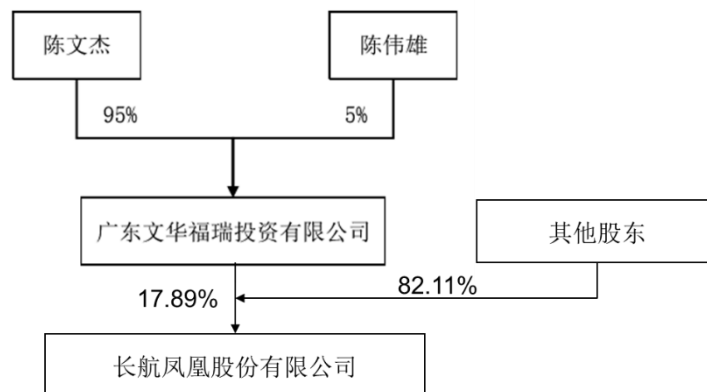 陈文杰
陈伟雄
95%
5%
广东文华福瑞投资有限公司
其他股东
17.89%
82.11%
长航凤凰股份有限公司